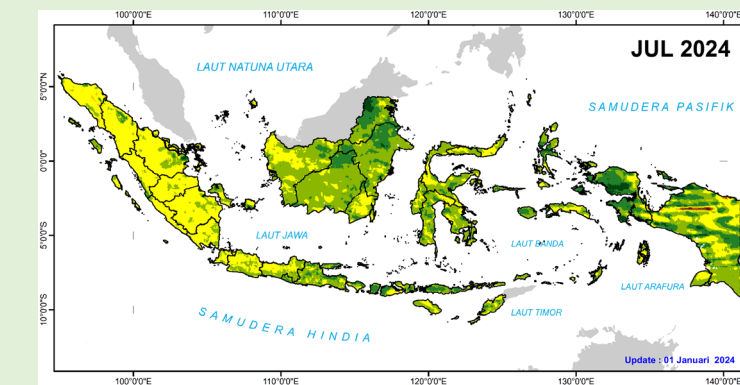 100°0'0"E 110°0'0"E 120°0'0"E 130°0'0"E 140°0'0"E
JUL 2024
LAUT NATUNA UTARA
5°0'0"N
SAMUDERA PASIFIK
0°0'0"
LAUT JAWA
5°0'0"S
LAUT BANDA
LAUT ARAFURA
10°0'0"S
SAMUDERA HINDIA
LAUT TIMOR
Update : 01 Januari 2024
100°0'0"E 110°0'0"E 120°0'0"E 130°0'0"E 140°0'0"E